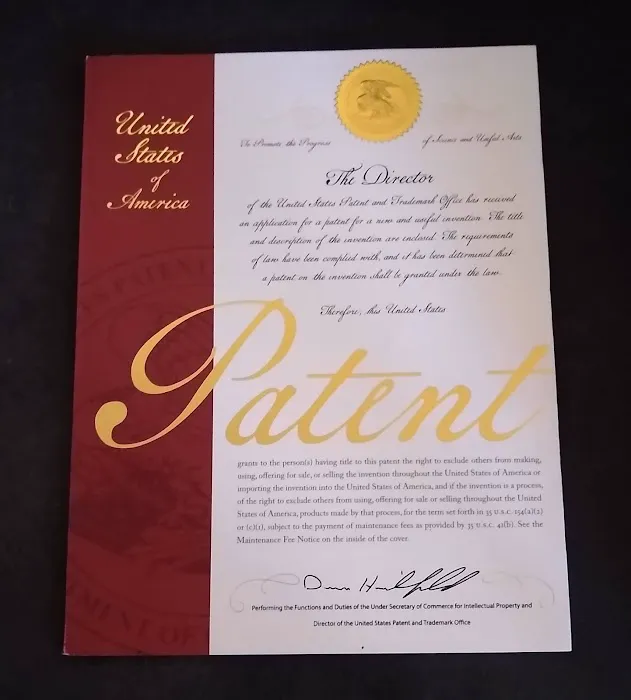 United
States
of
America
To Promote the Progress
of Science and Useful Arts
The Director
of the United States Patent and Trademark Office has received
an application for a patent for a new and useful invention. The title
and description of the invention are enclosed. The requirements
of law have been complied with, and it has been determined that
a patent on the invention shall be granted under the law.
Therefore, this United States
Patent
grants to the person(s) having title to this patent the right to exclude others from making,
using, offering for sale, or selling the invention throughout the United States of America or
importing the invention into the United States of America, and if the invention is a process,
of the right to exclude others from using, offering for sale or selling throughout the United
States of America, products made by that process, for the term set forth in 35 U.S.C. 154(a)(2)
or (c)(1), subject to the payment of maintenance fees as provided by 35 U.S.C. 41(b). See the
Maintenance Fee Notice on the inside of the cover.
Performing the Functions and Duties of the Under Secretary of Commerce for Intellectual Property and
Director of the United States Patent and Trademark Office
MENT OF